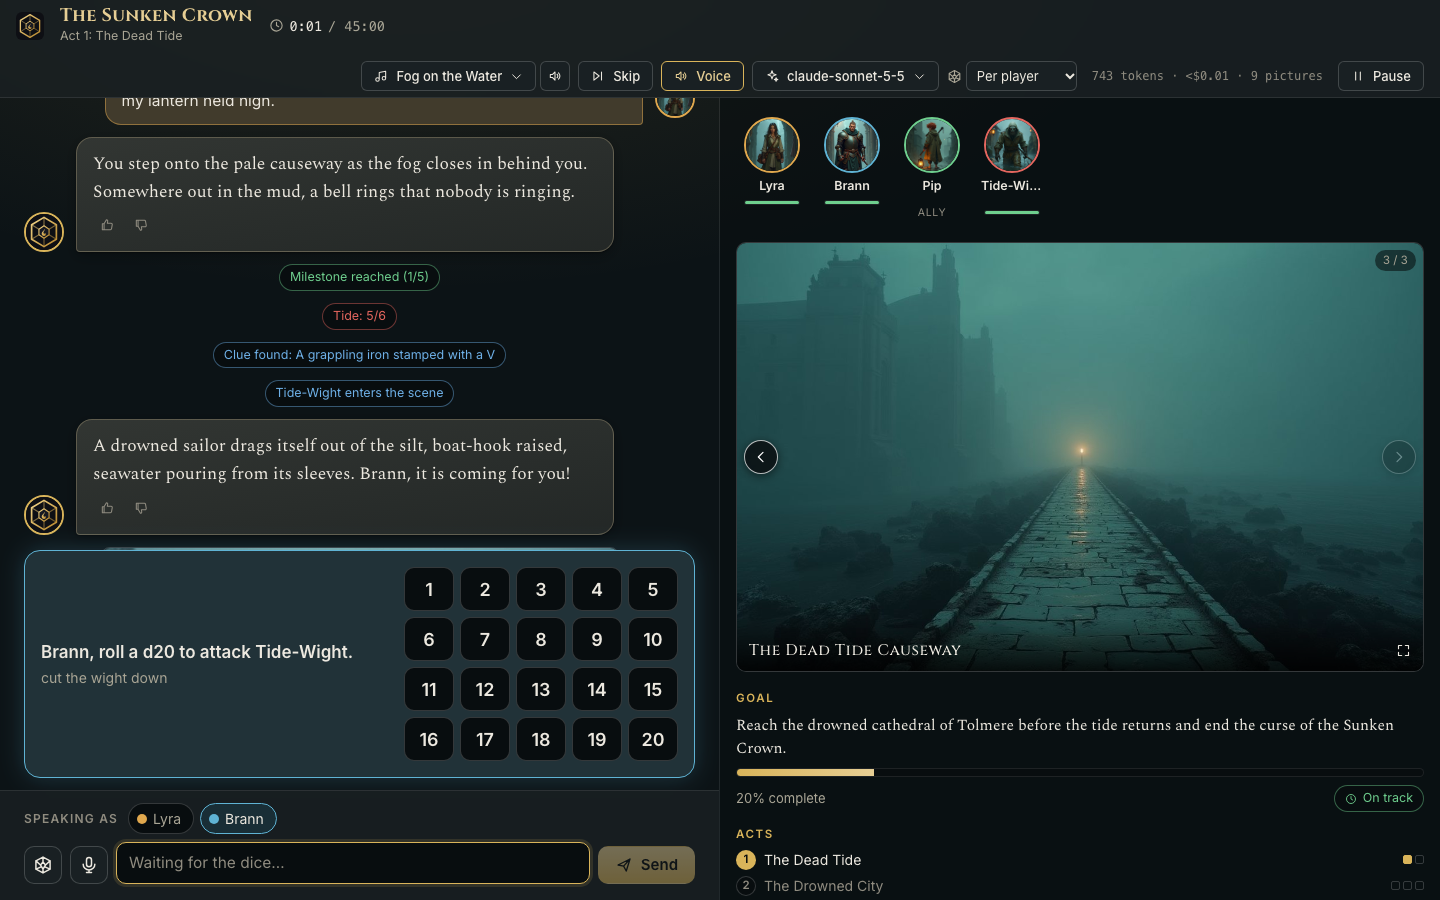 The Sunken Crown
Act 1: The Dead Tide
0:01 / 45:00
Fog on the Water
Skip
Voice
claude-sonnet-5-5
Per player
743 tokens · <$0.01 · 9 pictures
Pause
my lantern held high.
You step onto the pale causeway as the fog closes in behind you.
Somewhere out in the mud, a bell rings that nobody is ringing.
Milestone reached (1/5)
Tide: 5/6
Clue found: A grappling iron stamped with a V
Tide-Wight enters the scene
A drowned sailor drags itself out of the silt, boat-hook raised,
seawater pouring from its sleeves. Brann, it is coming for you!
Brann, roll a d20 to attack Tide-Wight.
cut the wight down
1 2 3 4 5
6 7 8 9 10
11 12 13 14 15
16 17 18 19 20
SPEAKING AS Lyra Brann
Waiting for the dice...
Send
Lyra Brann Pip Tide-Wi...
ALLY
3 / 3
The Dead Tide Causeway
GOAL
Reach the drowned cathedral of Tolmere before the tide returns and end the curse of the Sunken
Crown.
20% complete
On track
ACTS
1 The Dead Tide
2 The Drowned City